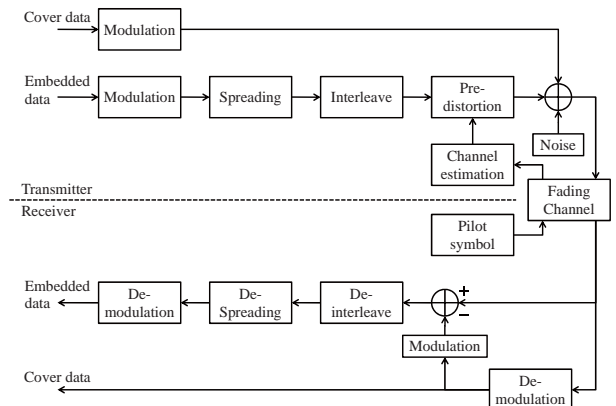 Cover data
Modulation
Embedded
data
Modulation
Spreading
Interleave
Pre-
distortion
Noise
Channel
estimation
Transmitter
Receiver
Fading
Channel
Pilot
symbol
Embedded
data
De-
modulation
De-
Spreading
De-
interleave
+
−
Modulation
Cover data
De-
modulation